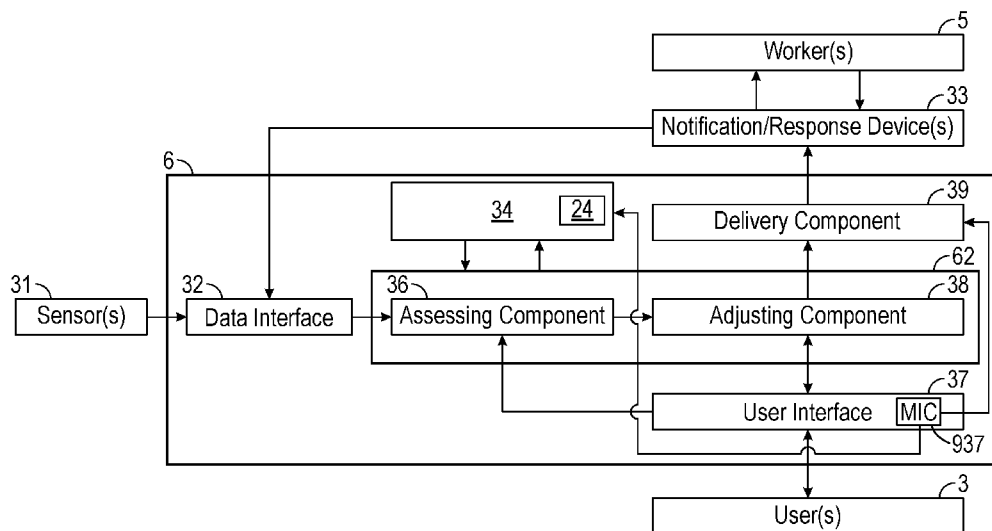 5
Worker(s)
33
Notification/Response Device(s)
6
34
24
39
Delivery Component
62
31
Sensor(s)
32
Data Interface
36
Assessing Component
38
Adjusting Component
37
User Interface
MIC
937
3
User(s)